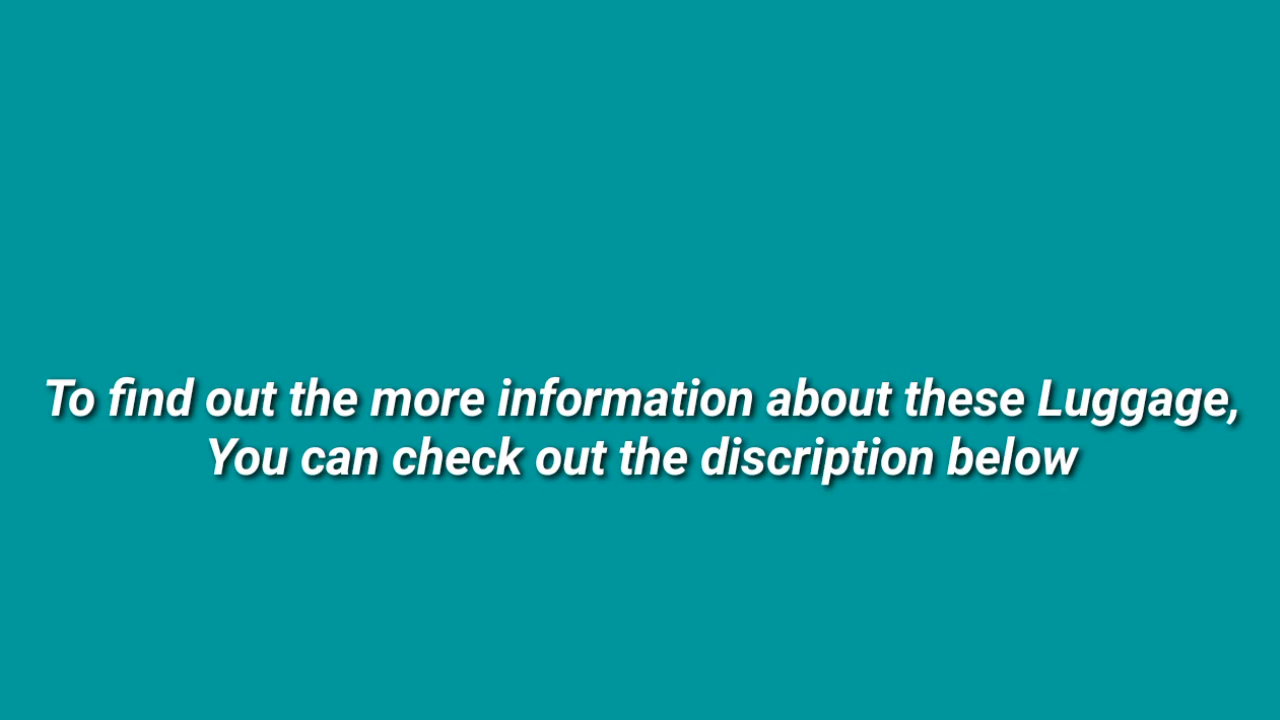 To find out the more information about these Luggage,
You can check out the discription below